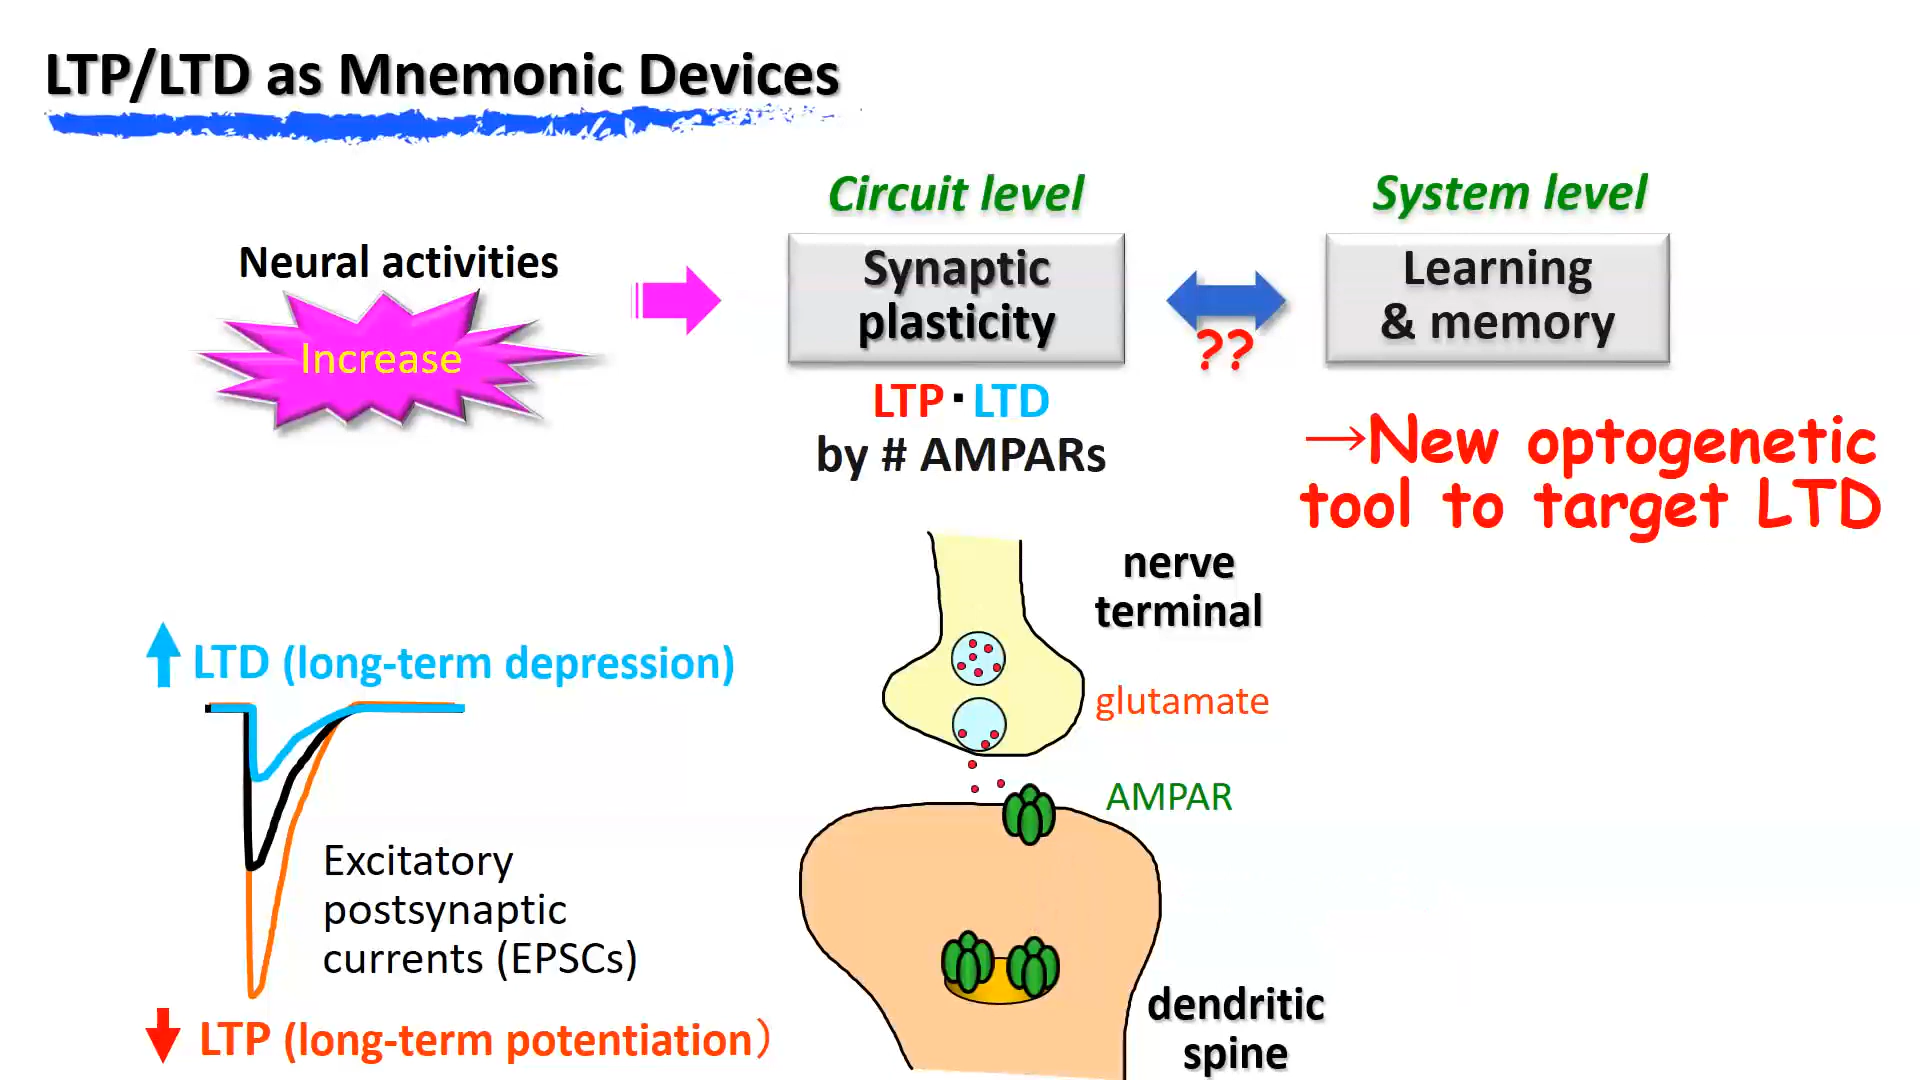 LTP/LTD as Mnemonic Devices
Circuit level
System level
Neural activities
Increase
Synaptic
plasticity
??
Learning
& memory
LTP・LTD
by # AMPARs
→New optogenetic
tool to target LTD
nerve
terminal
glutamate
AMPAR
dendritic
spine
LTD (long-term depression)
Excitatory
postsynaptic
currents (EPSCs)
LTP (long-term potentiation）